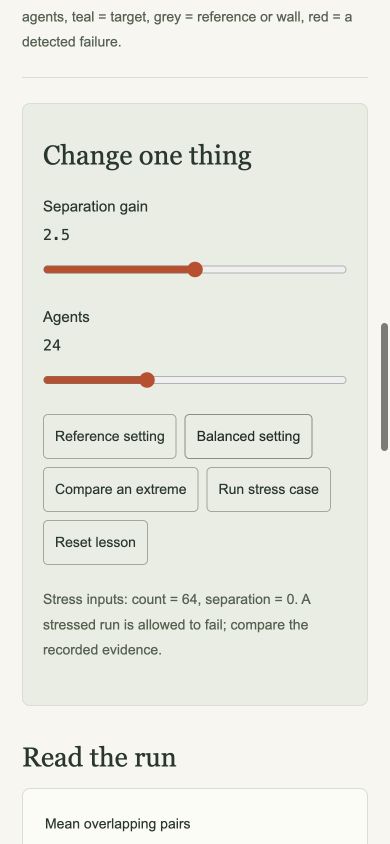 agents, teal = target, grey = reference or wall, red = a
detected failure.
Change one thing
Separation gain
2.5
Agents
24
Reference setting
Balanced setting
Compare an extreme
Run stress case
Reset lesson
Stress inputs: count = 64, separation = 0. A
stressed run is allowed to fail; compare the
recorded evidence.
Read the run
Mean overlapping pairs